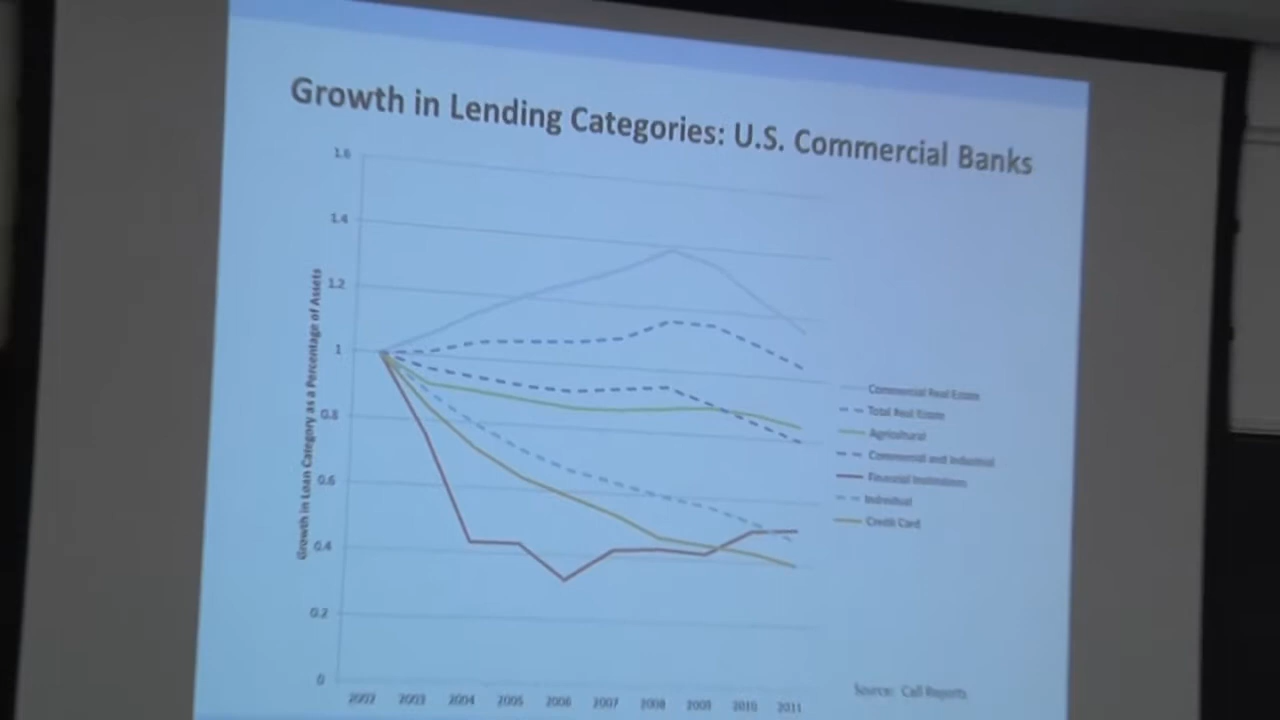 Growth in Lending Categories: U.S. Commercial Banks
1.6
1.4
1.2
1
0.8
0.6
0.4
0.2
0
Growth in Loan Category as a Percentage of Assets
2002 2003 2004 2005 2006 2007 2008 2009 2010 2011
Commercial Real Estate
Total Real Estate
Agricultural
Commercial and Industrial
Financial Institutions
Individual
Credit Card
Source: Call Reports